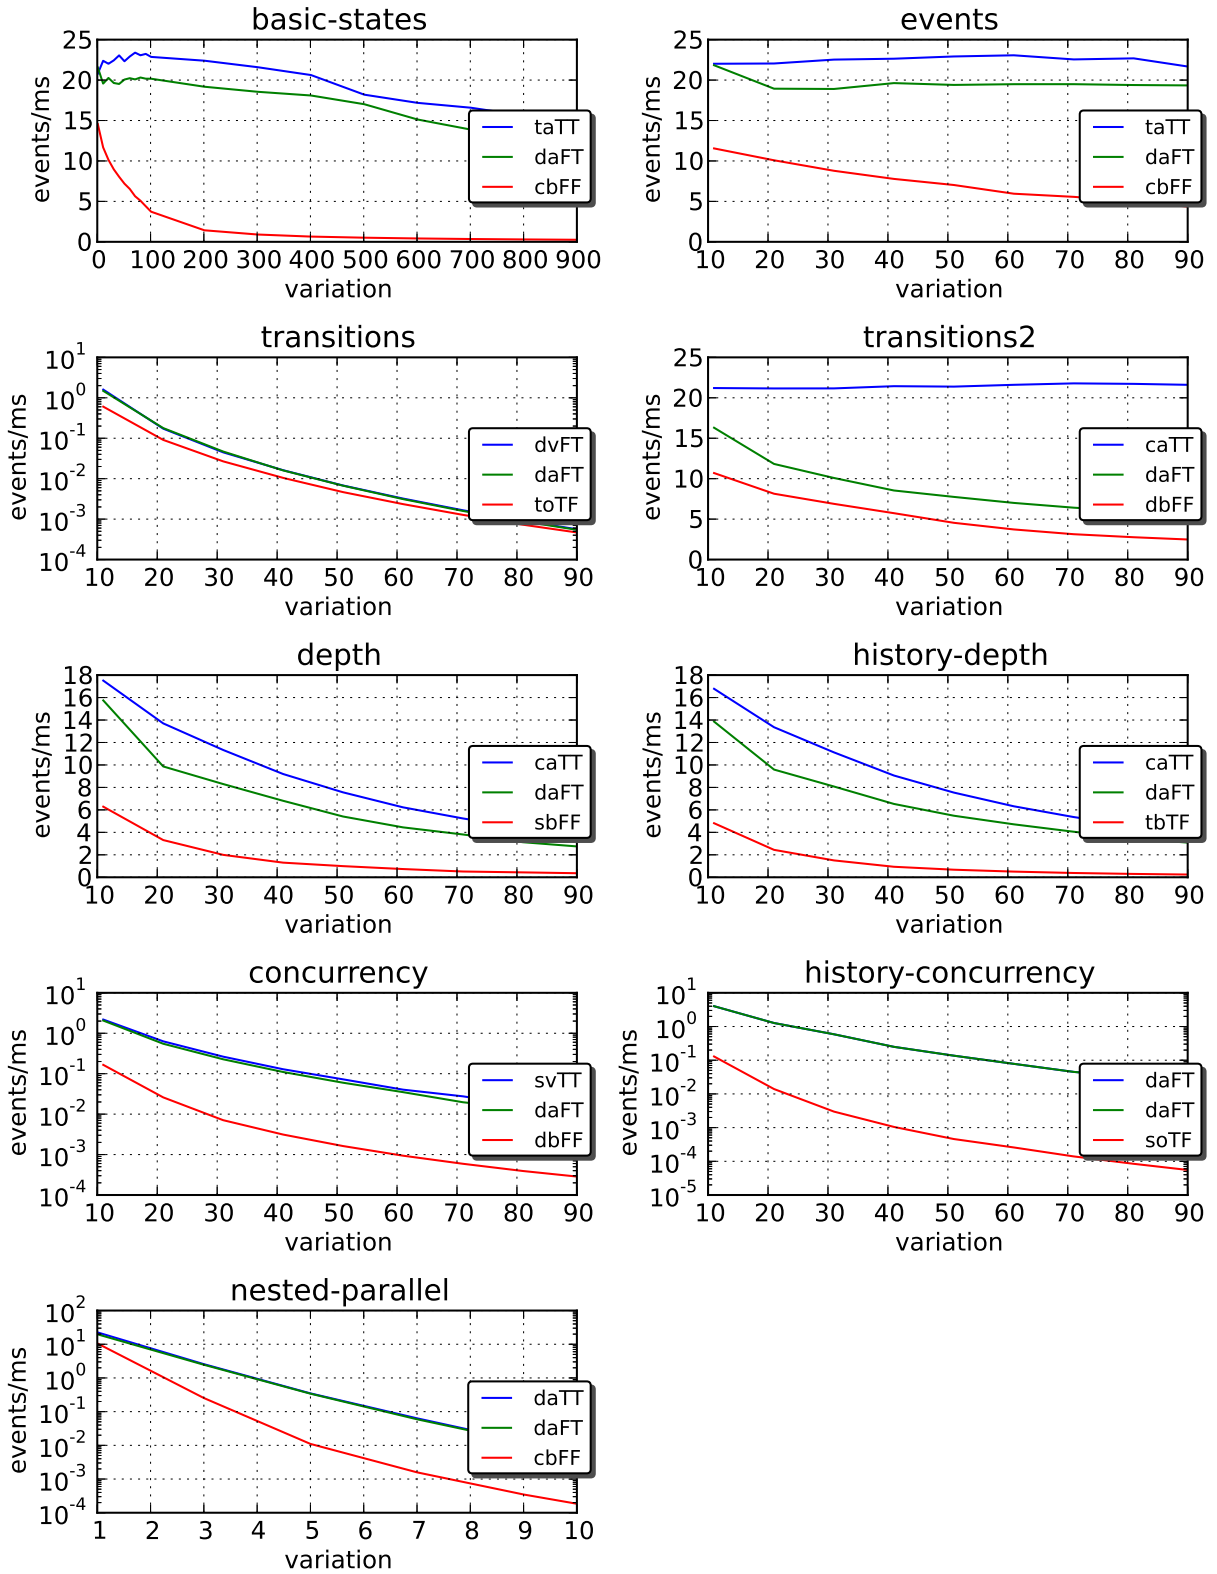 basic-states
25
20
15
10
5
0
events/ms
taTT
daFT
cbFF
0 100 200 300 400 500 600 700 800 900
variation
events
25
20
15
10
5
0
events/ms
taTT
daFT
cbFF
10 20 30 40 50 60 70 80 90
variation
transitions
10^1
10^0
10^-1
10^-2
10^-3
10^-4
events/ms
dvFT
daFT
toTF
10 20 30 40 50 60 70 80 90
variation
transitions2
25
20
15
10
5
0
events/ms
caTT
daFT
dbFF
10 20 30 40 50 60 70 80 90
variation
depth
18
16
14
12
10
8
6
4
2
0
events/ms
caTT
daFT
sbFF
10 20 30 40 50 60 70 80 90
variation
history-depth
18
16
14
12
10
8
6
4
2
0
events/ms
caTT
daFT
tbTF
10 20 30 40 50 60 70 80 90
variation
concurrency
10^1
10^0
10^-1
10^-2
10^-3
10^-4
events/ms
svTT
daFT
dbFF
10 20 30 40 50 60 70 80 90
variation
history-concurrency
10^1
10^0
10^-1
10^-2
10^-3
10^-4
10^-5
events/ms
daFT
daFT
soTF
10 20 30 40 50 60 70 80 90
variation
nested-parallel
10^2
10^1
10^0
10^-1
10^-2
10^-3
10^-4
events/ms
daTT
daFT
cbFF
1 2 3 4 5 6 7 8 9 10
variation